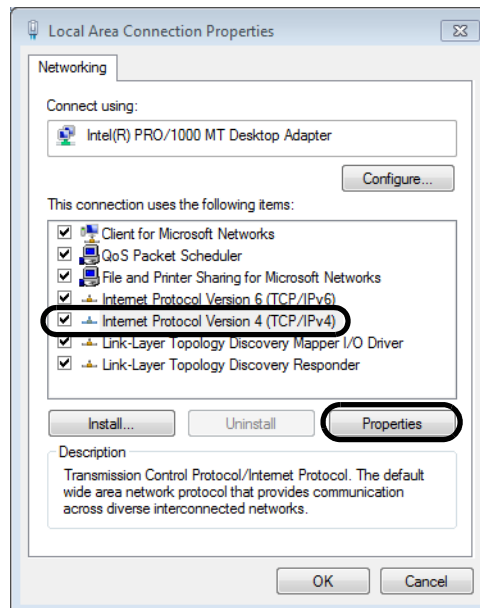 Local Area Connection Properties
Networking
Connect using:
Intel(R) PRO/1000 MT Desktop Adapter
Configure...
This connection uses the following items:
Client for Microsoft Networks
QoS Packet Scheduler
File and Printer Sharing for Microsoft Networks
Internet Protocol Version 6 (TCP/IPv6)
Internet Protocol Version 4 (TCP/IPv4)
Link-Layer Topology Discovery Mapper I/O Driver
Link-Layer Topology Discovery Responder
Install... Uninstall Properties
Description
Transmission Control Protocol/Internet Protocol. The default
wide area network protocol that provides communication
across diverse interconnected networks.
OK Cancel